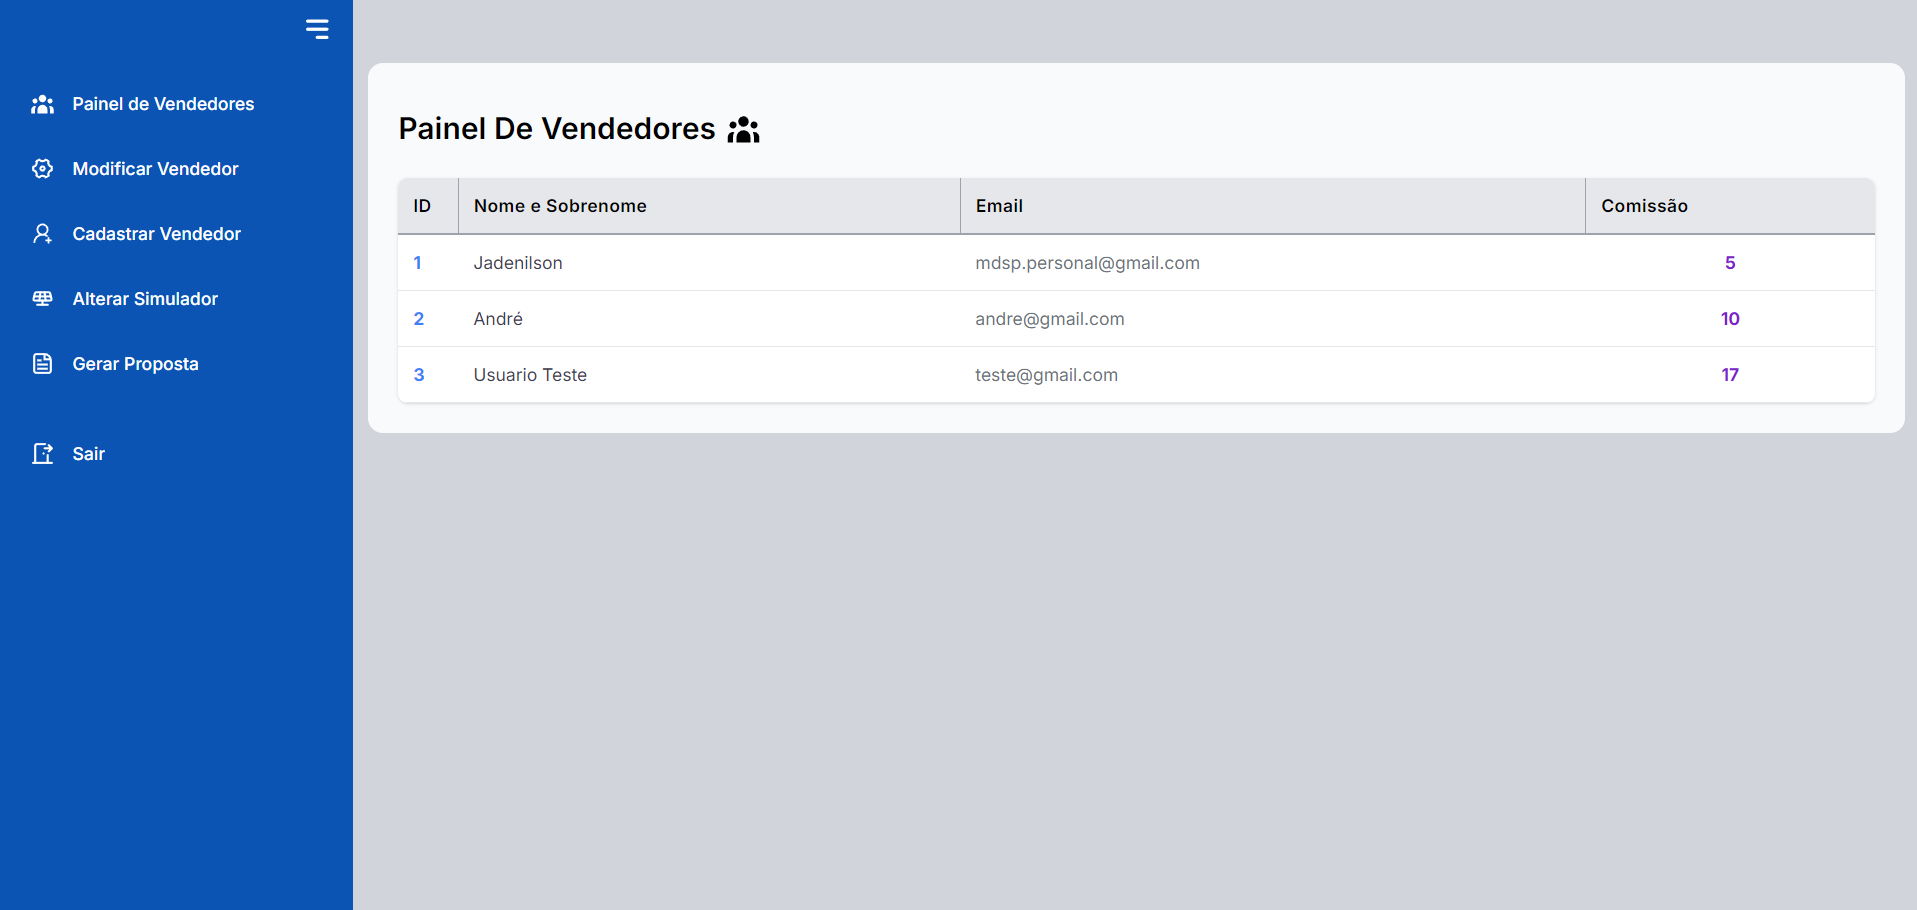 Painel de Vendedores
Modificar Vendedor
Cadastrar Vendedor
Alterar Simulador
Gerar Proposta
Sair
Painel De Vendedores
ID Nome e Sobrenome Email Comissão
1 Jadenilson mdsp.personal@gmail.com 5
2 André andre@gmail.com 10
3 Usuario Teste teste@gmail.com 17